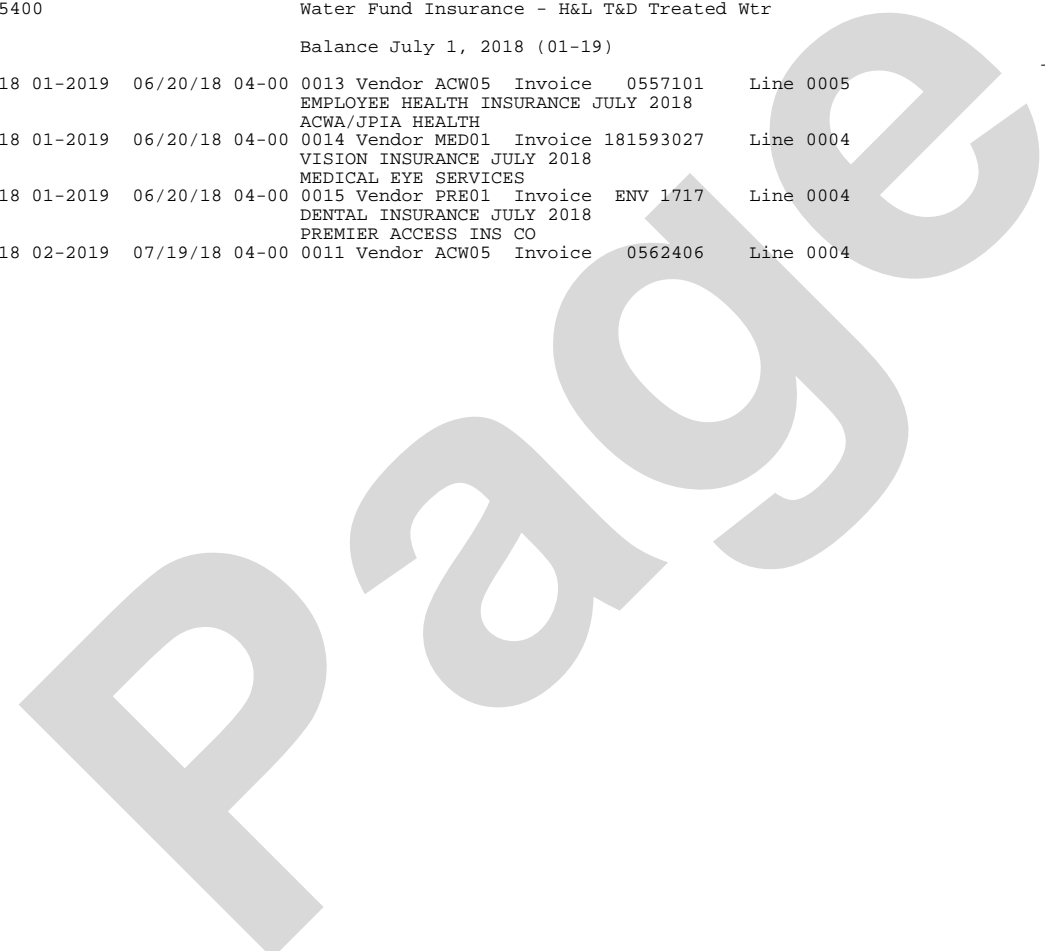 5400 Water Fund Insurance - H&L T&D Treated Wtr
Balance July 1, 2018 (01-19)
18 01-2019 06/20/18 04-00 0013 Vendor ACW05 Invoice 0557101 Line 0005
EMPLOYEE HEALTH INSURANCE JULY 2018
ACWA/JPIA HEALTH
18 01-2019 06/20/18 04-00 0014 Vendor MED01 Invoice 181593027 Line 0004
VISION INSURANCE JULY 2018
MEDICAL EYE SERVICES
18 01-2019 06/20/18 04-00 0015 Vendor PRE01 Invoice ENV 1717 Line 0004
DENTAL INSURANCE JULY 2018
PREMIER ACCESS INS CO
18 02-2019 07/19/18 04-00 0011 Vendor ACW05 Invoice 0562406 Line 0004
Page